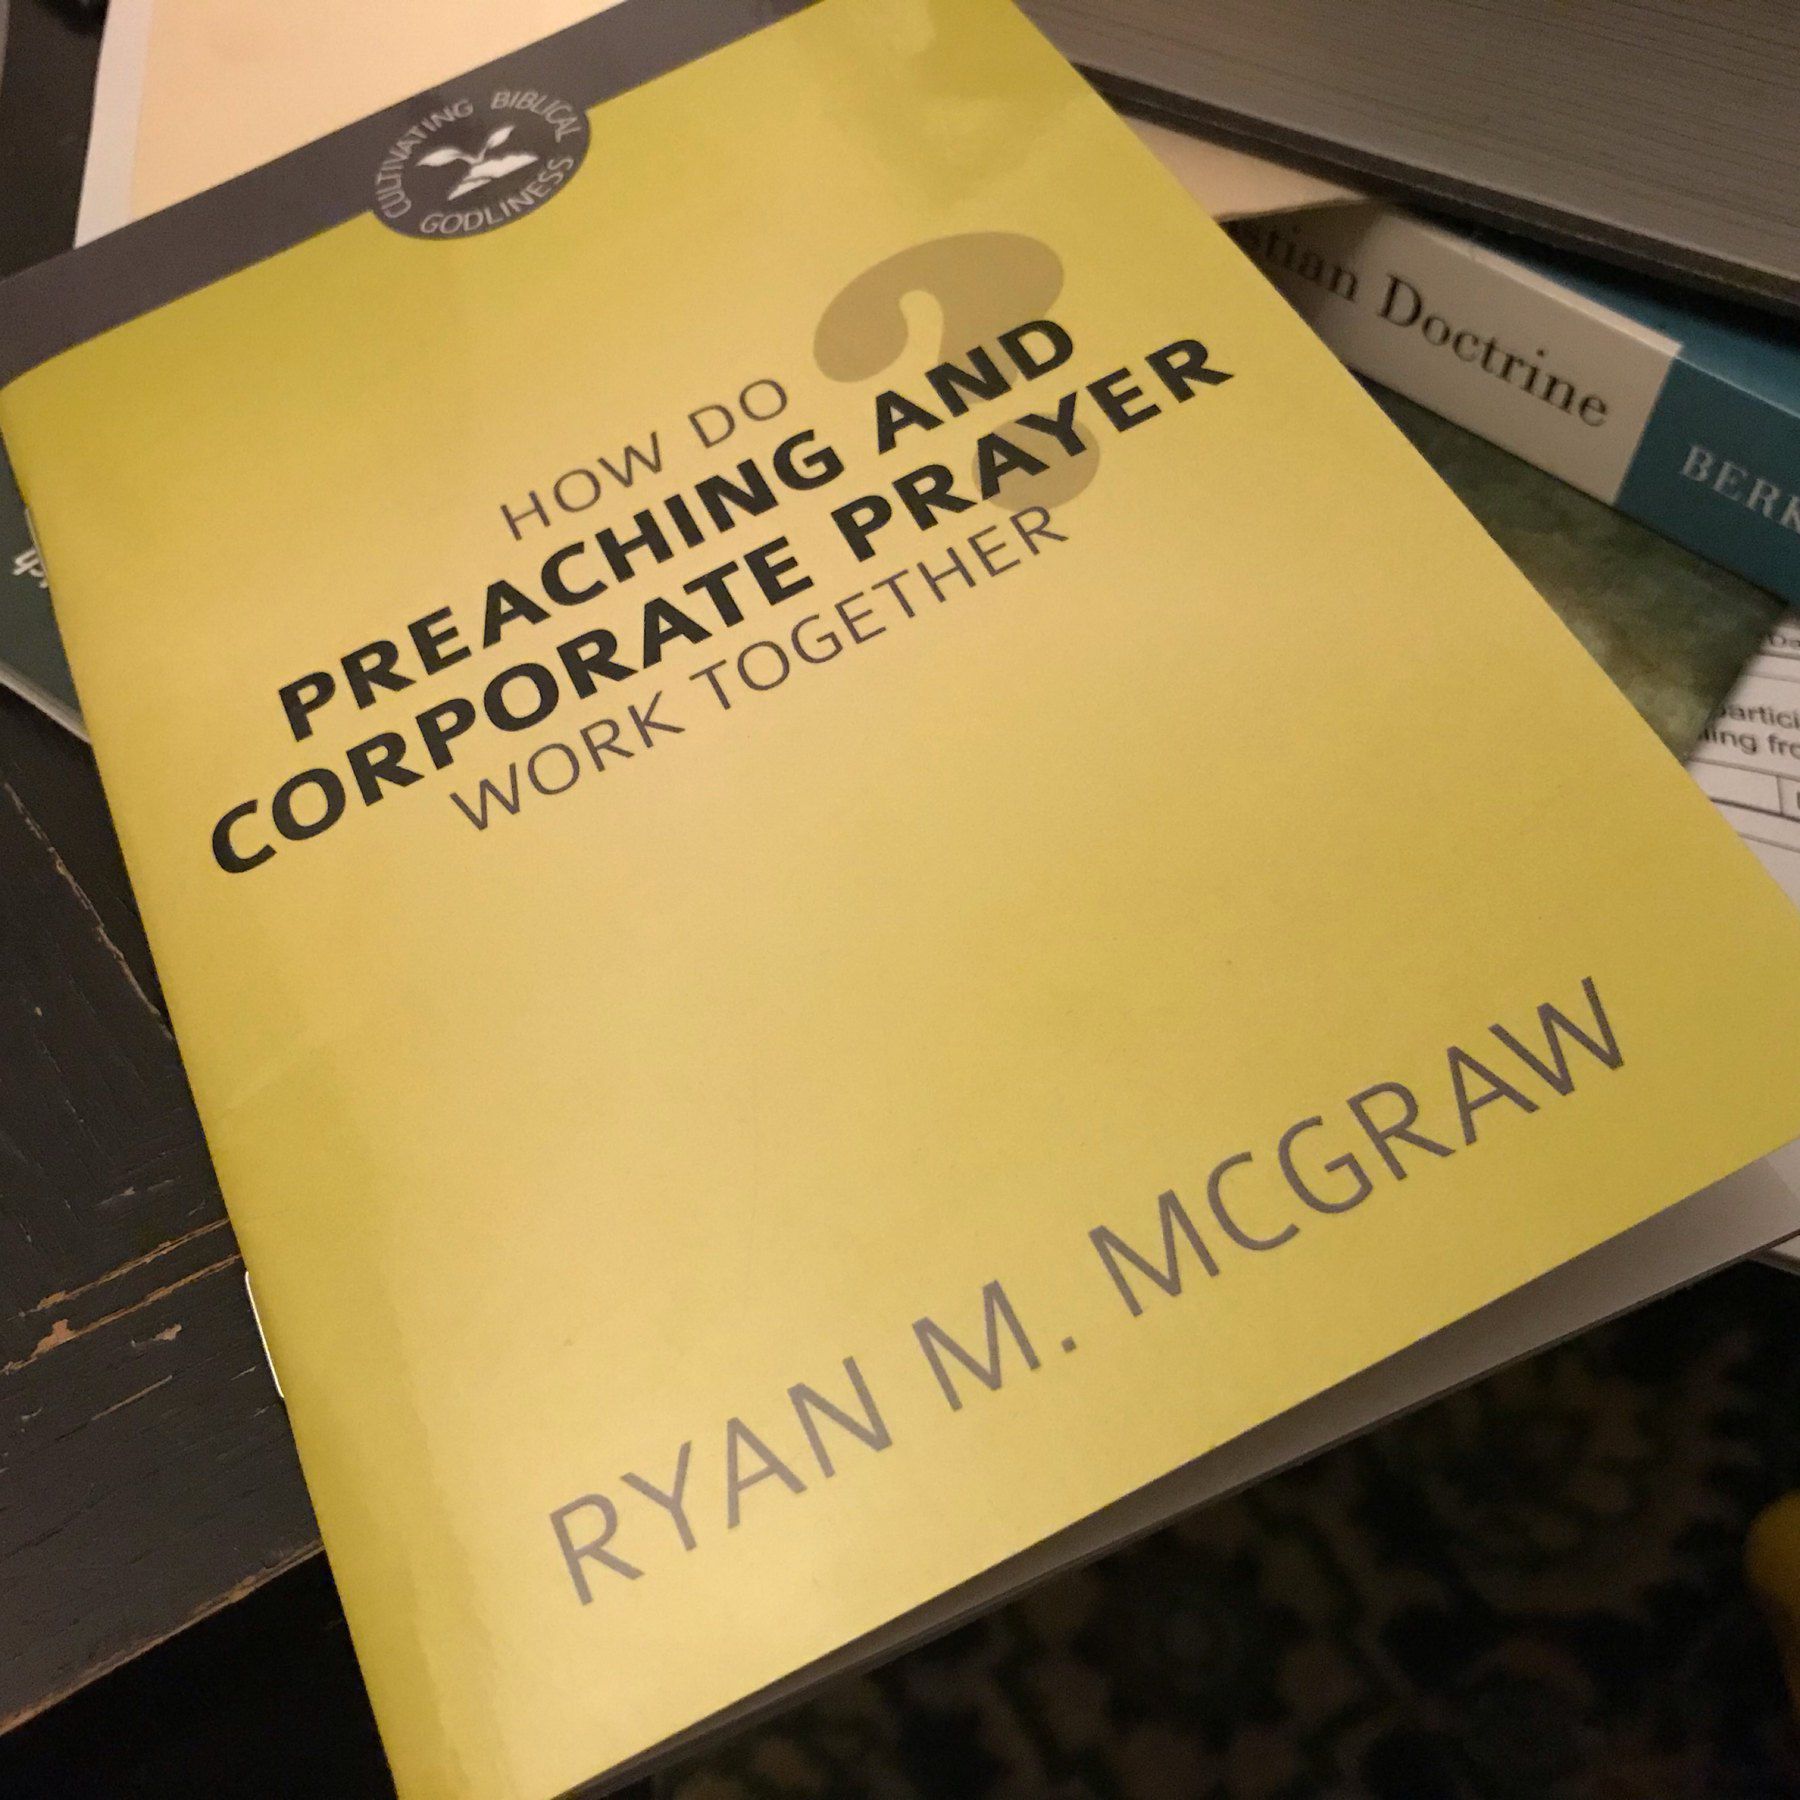 CULTIVATING BIBLICAL
GODLINESS
HOW DO
PREACHING AND
CORPORATE PRAYER
WORK TOGETHER
?
RYAN M. MCGRAW
Doctrine